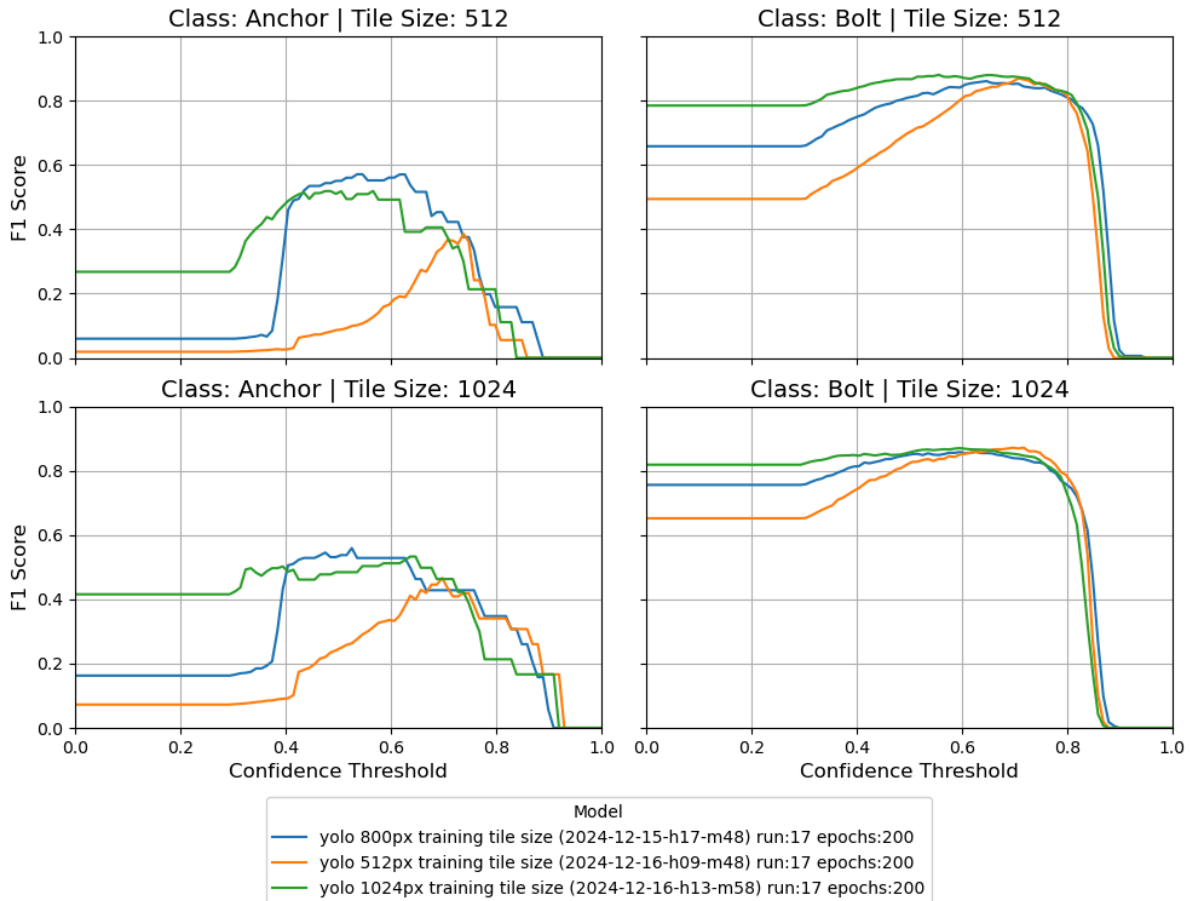 Class: Anchor | Tile Size: 512
Class: Bolt | Tile Size: 512
1.0
0.8
0.6
0.4
0.2
0.0
F1 Score
Class: Anchor | Tile Size: 1024
Class: Bolt | Tile Size: 1024
1.0
0.8
0.6
0.4
0.2
0.0
F1 Score
0.0 0.2 0.4 0.6 0.8 1.0
0.0 0.2 0.4 0.6 0.8 1.0
Confidence Threshold
Confidence Threshold
Model
yolo 800px training tile size (2024-12-15-h17-m48) run:17 epochs:200
yolo 512px training tile size (2024-12-16-h09-m48) run:17 epochs:200
yolo 1024px training tile size (2024-12-16-h13-m58) run:17 epochs:200